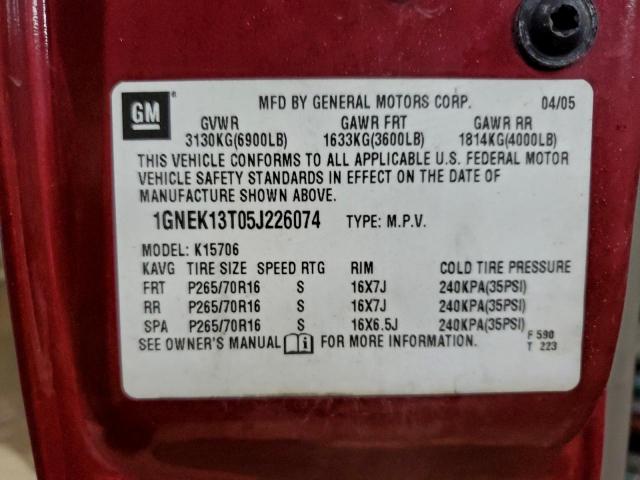 GM
MFD BY GENERAL MOTORS CORP. 04/05
GVWR GAWR FRT GAWR RR
3130KG(6900LB) 1633KG(3600LB) 1814KG(4000LB)
THIS VEHICLE CONFORMS TO ALL APPLICABLE U.S. FEDERAL MOTOR
VEHICLE SAFETY STANDARDS IN EFFECT ON THE DATE OF
MANUFACTURE SHOWN ABOVE.
1GNEK13T05J226074 TYPE: M.P.V.
MODEL: K15706
KAVG TIRE SIZE SPEED RTG RIM COLD TIRE PRESSURE
FRT P265/70R16 S 16X7J 240KPA(35PSI)
RR P265/70R16 S 16X7J 240KPA(35PSI)
SPA P265/70R16 S 16X6.5J 240KPA(35PSI)
SEE OWNER'S MANUAL i FOR MORE INFORMATION. F 590
T 223